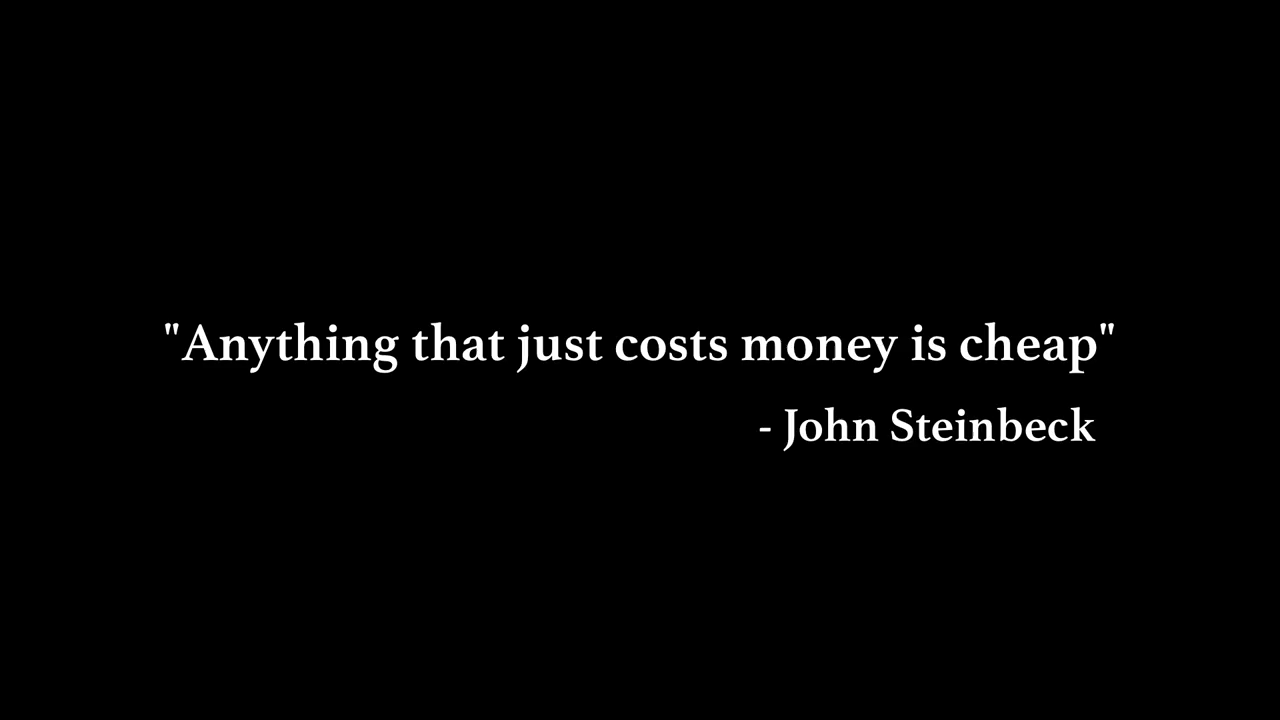 "Anything that just costs money is cheap"
- John Steinbeck